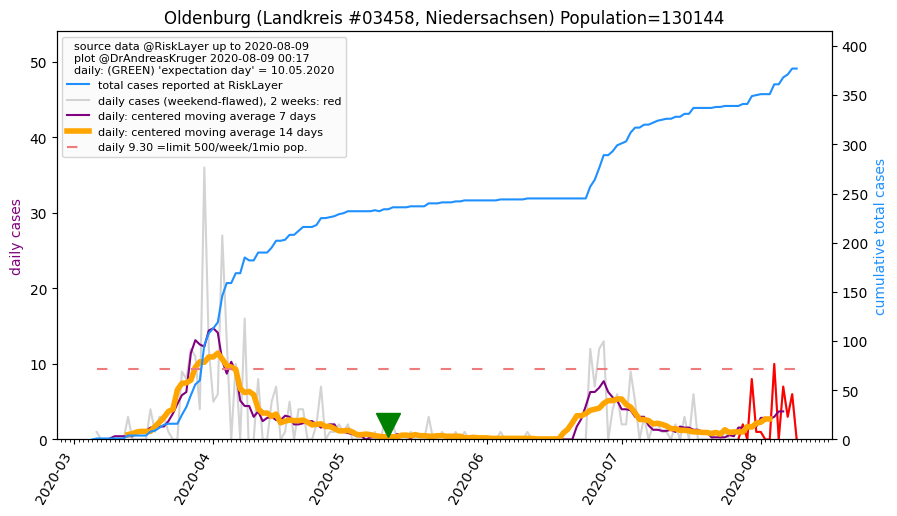 Oldenburg (Landkreis #03458, Niedersachsen) Population=130144
source data @RiskLayer up to 2020-08-09
plot @DrAndreasKruger 2020-08-09 00:17
daily: (GREEN) 'expectation day' = 10.05.2020
total cases reported at RiskLayer
daily cases (weekend-flawed), 2 weeks: red
daily: centered moving average 7 days
daily: centered moving average 14 days
daily 9.30 =limit 500/week/1mio pop.
daily cases
50
40
30
20
10
0
cumulative total cases
400
350
300
250
200
150
100
50
0
2020-03
2020-04
2020-05
2020-06
2020-07
2020-08